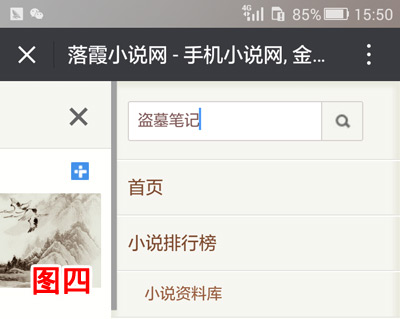 4G 85% 15:50
落霞小说网 - 手机小说网, 金...
盗墓笔记
首页
小说排行榜
小说资料库
图四